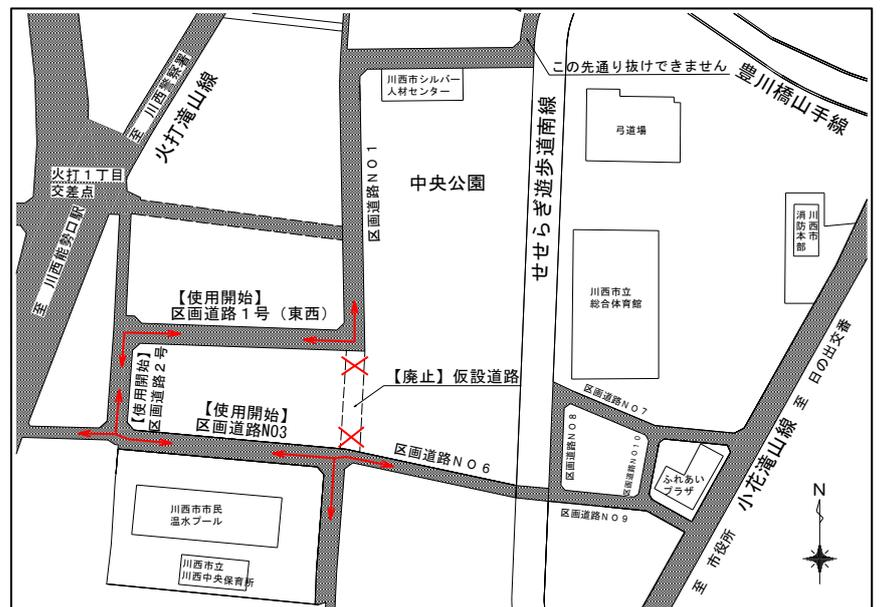 この先通り抜けできません
豊川橋山手線
至 川西警察署
火打滝山線
川西市シルバー
人材センター
弓道場
区画道路NO1
中央公園
せせらぎ遊歩道南線
火打1丁目
交差点
至 川西能勢口駅
川西市
消防本部
川西市立
総合体育館
【使用開始】
区画道路1号(東西)
【使用開始】
区画道路2号
【廃止】仮設道路
【使用開始】
区画道路NO3
区画道路NO6
区画道路NO7
区画道路NO8
区画道路NO10
区画道路NO9
ふれあい
プラザ
小花滝山線
至 日の出交番
至 市役所
川西市市民
温水プール
川西市立
川西中央保育所
N